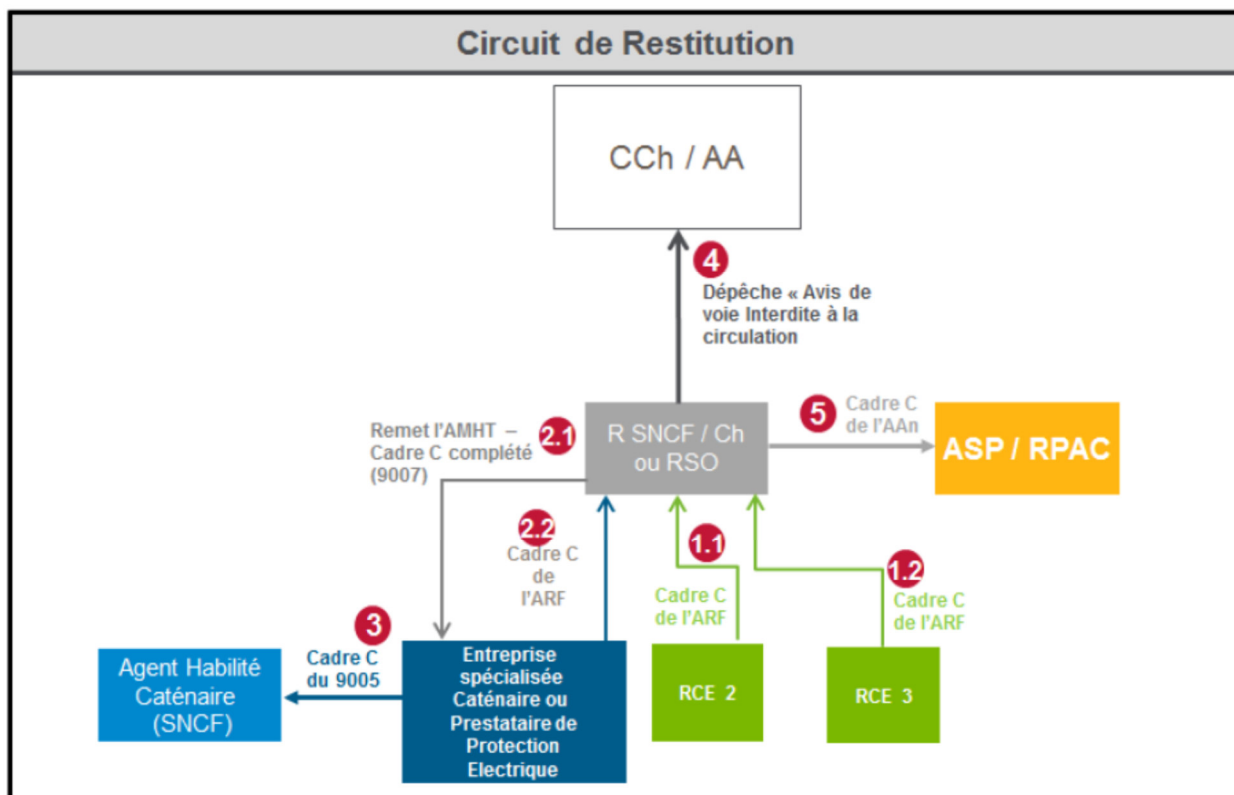 Circuit de Restitution
CCh / AA
4
Dépêche « Avis de
voie Interdite à la
circulation
Remet l'AMHT –
Cadre C complété
(9007)
2.1
R SNCF / Ch
ou RSO
5
Cadre C
de l'AAn
ASP / RPAC
2.2
Cadre C
de
l'ARF
1.1
Cadre C
de l'ARF
1.2
Cadre C
de l'ARF
3
Cadre C
du 9005
Agent Habilité
Caténaire
(SNCF)
Entreprise
spécialisée
Caténaire ou
Prestataire de
Protection
Electrique
RCE 2
RCE 3